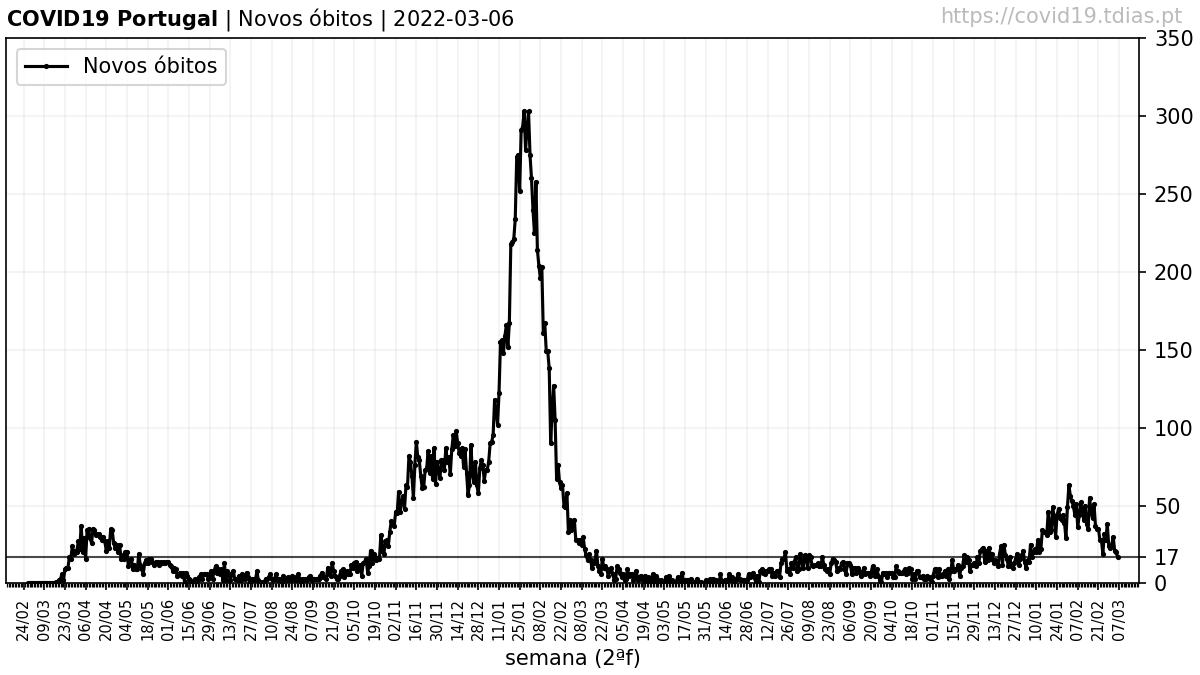 COVID19 Portugal | Novos óbitos | 2022-03-06
https://covid19.tdias.pt
Novos óbitos
350
300
250
200
150
100
50
17
0
24/02 09/03 23/03 06/04 20/04 04/05 18/05 01/06 15/06 29/06 13/07 27/07 10/08 24/08 07/09 21/09 05/10 19/10 02/11 16/11 30/11 14/12 28/12 11/01 25/01 08/02 22/02 08/03 22/03 05/04 19/04 03/05 17/05 31/05 14/06 28/06 12/07 26/07 09/08 23/08 06/09 20/09 04/10 18/10 01/11 15/11 29/11 13/12 27/12 10/01 24/01 07/02 21/02 07/03
semana (2ªf)